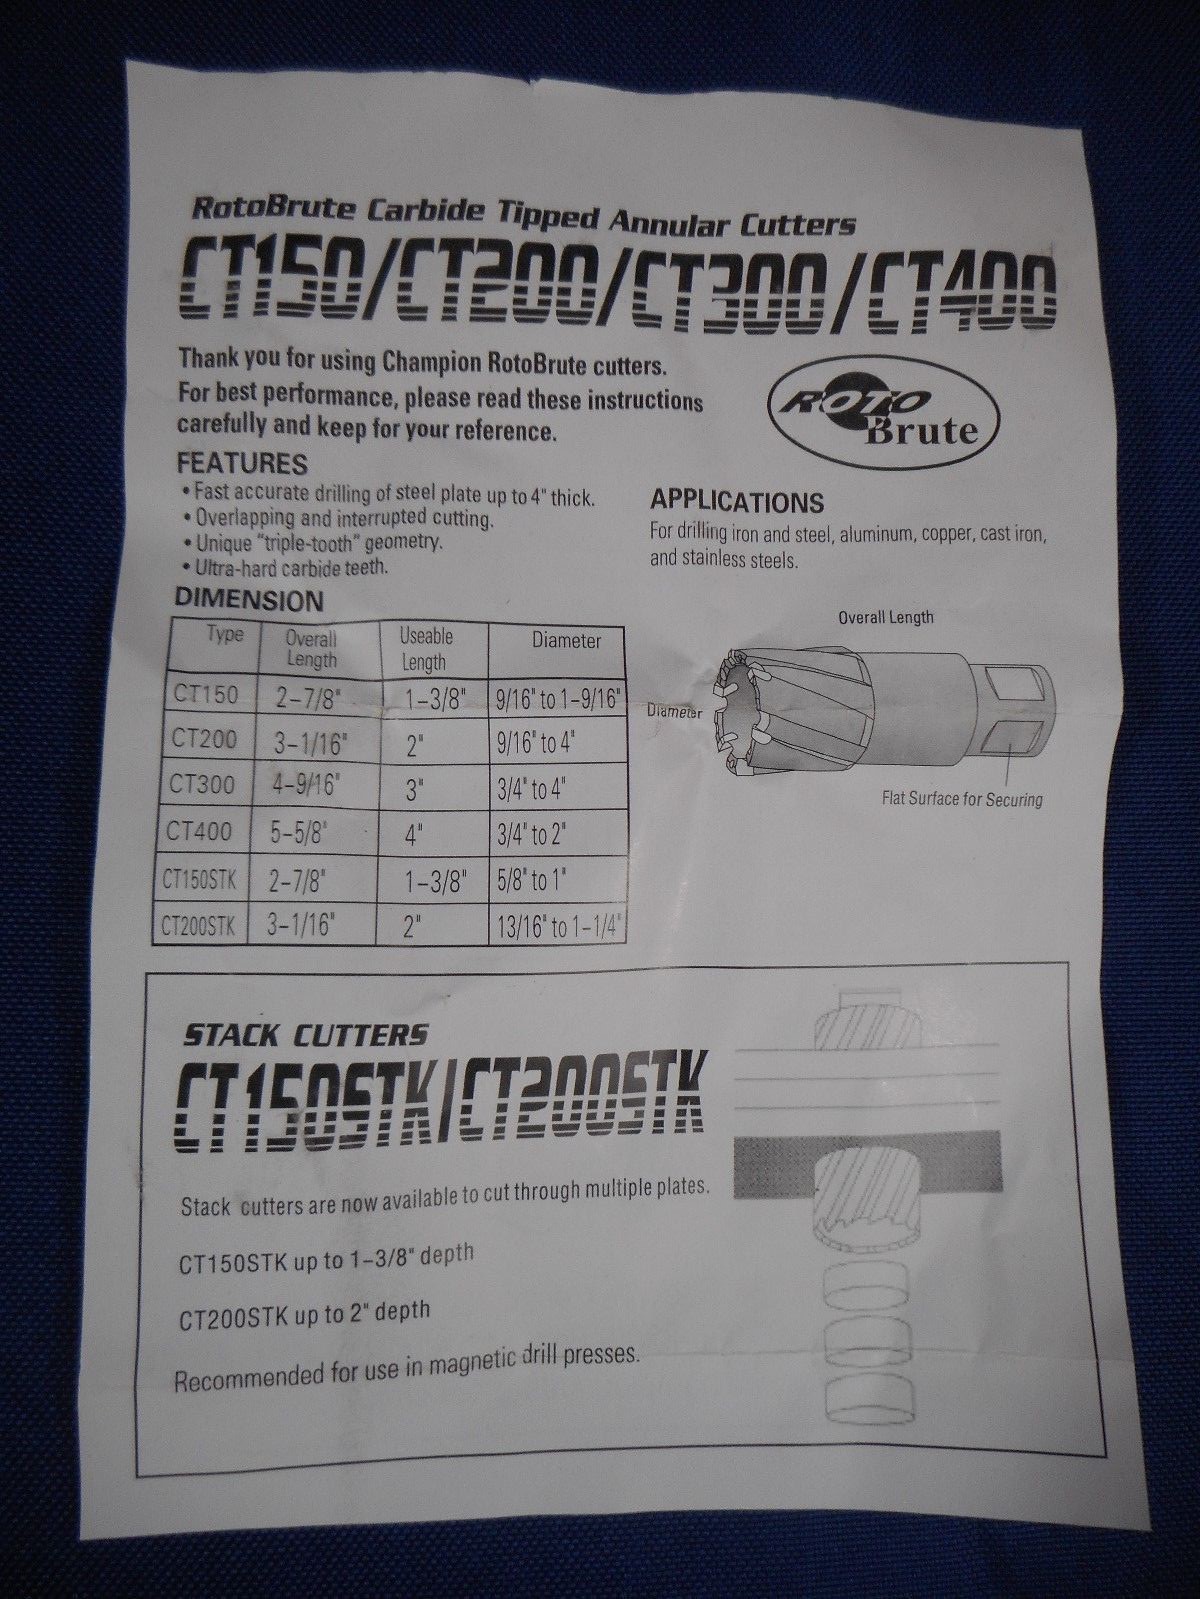 RotoBrute Carbide Tipped Annular Cutters
CT150/CT200/CT300/CT400
Thank you for using Champion RotoBrute cutters.
For best performance, please read these instructions
carefully and keep for your reference.
ROTO
Brute
FEATURES
• Fast accurate drilling of steel plate up to 4" thick.
• Overlapping and interrupted cutting.
• Unique "triple-tooth" geometry.
• Ultra-hard carbide teeth.
APPLICATIONS
For drilling iron and steel, aluminum, copper, cast iron,
and stainless steels.
DIMENSION
Type Overall Length Useable Length Diameter
CT150 2-7/8" 1-3/8" 9/16" to 1-9/16"
CT200 3-1/16" 2" 9/16" to 4"
CT300 4-9/16" 3" 3/4" to 4"
CT400 5-5/8" 4" 3/4" to 2"
CT150STK 2-7/8" 1-3/8" 5/8" to 1"
CT200STK 3-1/16" 2" 13/16" to 1-1/4"
Overall Length
Diameter
Flat Surface for Securing
STACK CUTTERS
CT150STK/CT200STK
Stack cutters are now available to cut through multiple plates.
CT150STK up to 1-3/8" depth
CT200STK up to 2" depth
Recommended for use in magnetic drill presses.